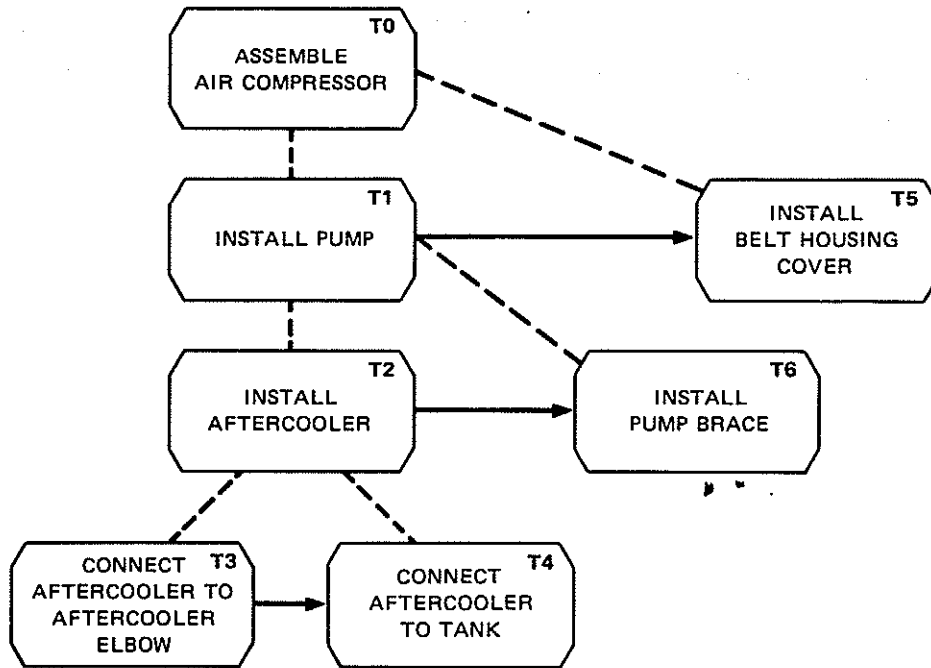 T0
ASSEMBLE
AIR COMPRESSOR
T1
INSTALL PUMP
T5
INSTALL
BELT HOUSING
COVER
T2
INSTALL
AFTERCOOLER
T6
INSTALL
PUMP BRACE
T3
CONNECT
AFTERCOOLER TO
AFTERCOOLER
ELBOW
T4
CONNECT
AFTERCOOLER
TO TANK